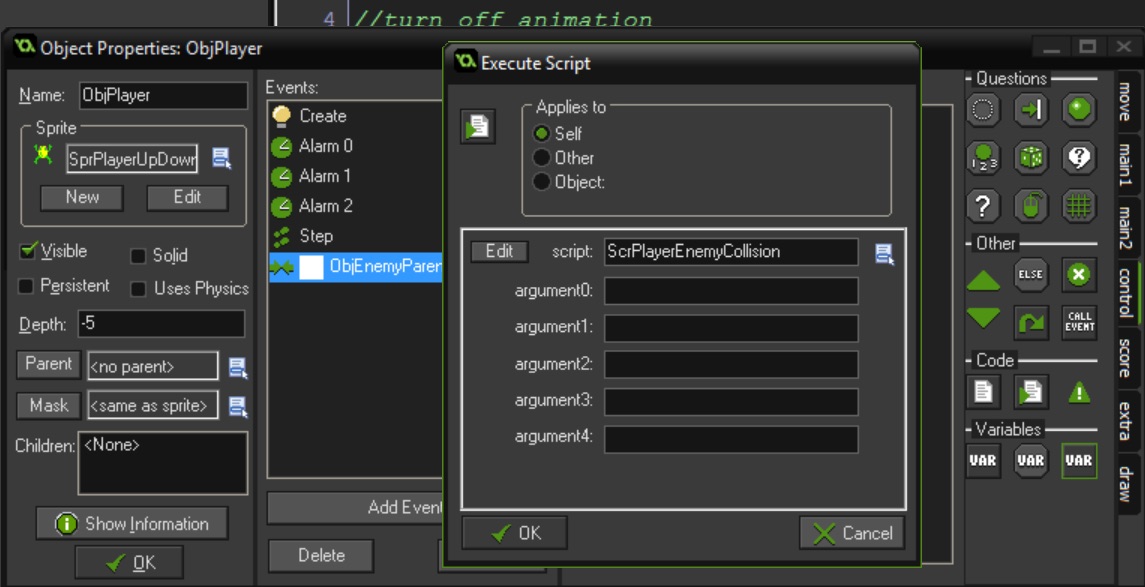 4 //turn off animation
Object Properties: ObjPlayer
Name: ObjPlayer
Sprite
SprPlayerUpDowr
New Edit
Visible Solid
Persistent Uses Physics
Depth: -5
Parent <no parent>
Mask <same as sprite>
Children: <None>
Show Information
OK
Events:
Create
Alarm 0
Alarm 1
Alarm 2
Step
ObjEnemyParen
Add Event
Delete
Execute Script
Applies to
Self
Other
Object:
Edit script: ScrPlayerEnemyCollision
argument0:
argument1:
argument2:
argument3:
argument4:
OK Cancel
Questions
1 2 3
?
?
Other
ELSE
CALL
EVENT
Code
Variables
VAR VAR VAR
move
main1
main2
control
score
extra
draw